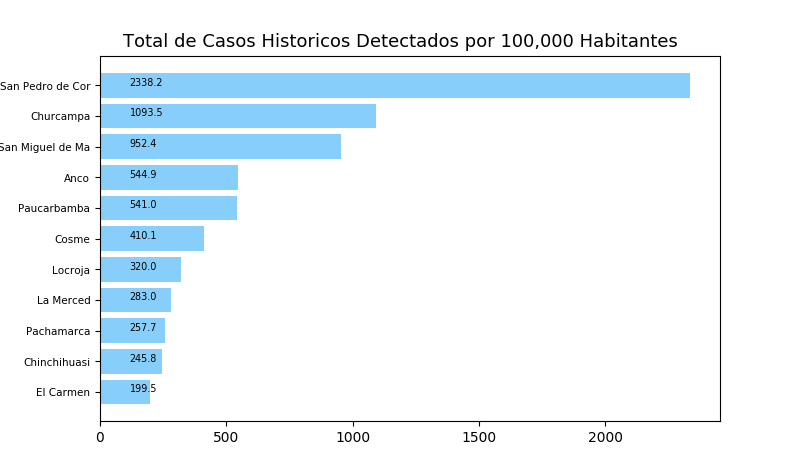 Total de Casos Historicos Detectados por 100,000 Habitantes
San Pedro de Cor 2338.2
Churcampa 1093.5
San Miguel de Ma 952.4
Anco 544.9
Paucarbamba 541.0
Cosme 410.1
Locroja 320.0
La Merced 283.0
Pachamarca 257.7
Chinchihuasi 245.8
El Carmen 199.5
0 500 1000 1500 2000